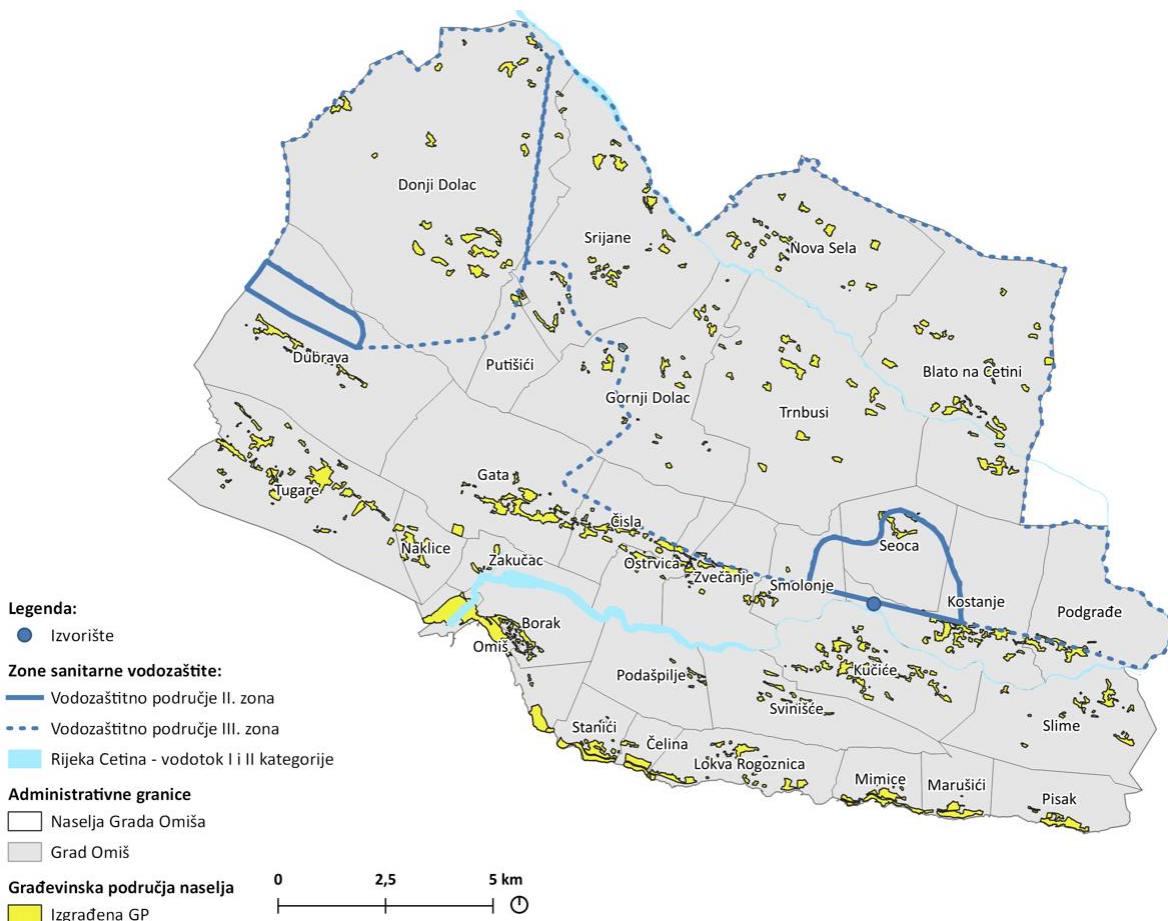 Donji Dolac
Srijane
Nova Sela
Dubrava
Putišići
Gornji Dolac
Trnbusi
Blato na Cetini
Gata
Tugare
Čisla
Naklice
Zakučac
Ostrvica
Zvečanje
Smolonje
Seoca
Kostanje
Podgrađe
Borak
Omiš
Podašpilje
Kučiće
Svinišće
Slime
Stanići
Čelina
Lokva Rogoznica
Mimice
Marušići
Pisak
Legenda:
Izvorište
Zone sanitarne vodozaštite:
Vodozaštitno područje II. zona
Vodozaštitno područje III. zona
Rijeka Cetina - vodotok I i II kategorije
Administrativne granice
Naselja Grada Omiša
Grad Omiš
Građevinska područja naselja
Izgrađena GP
0 2,5 5 km